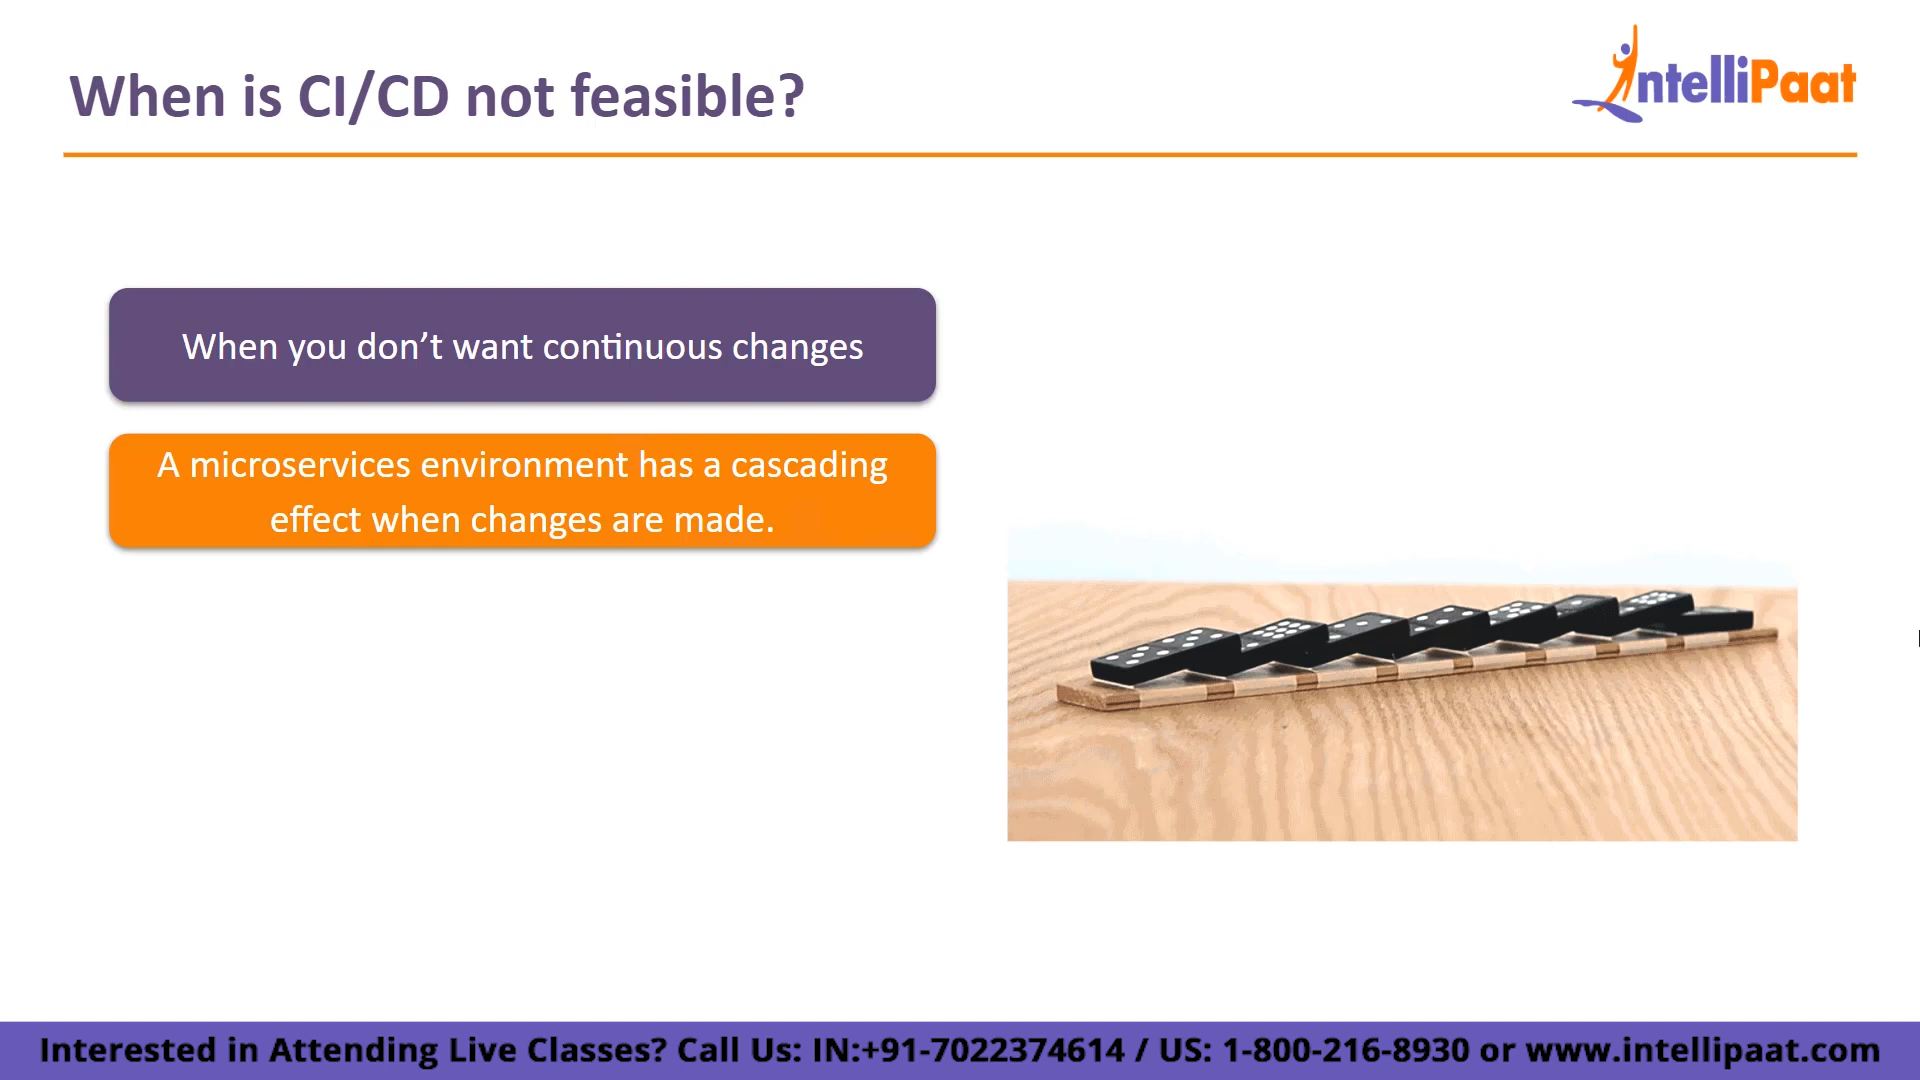 When is CI/CD not feasible?
IntelliPaat
When you don’t want continuous changes
A microservices environment has a cascading
effect when changes are made.
Interested in Attending Live Classes? Call Us: IN:+91-7022374614 / US: 1-800-216-8930 or www.intellipaat.com